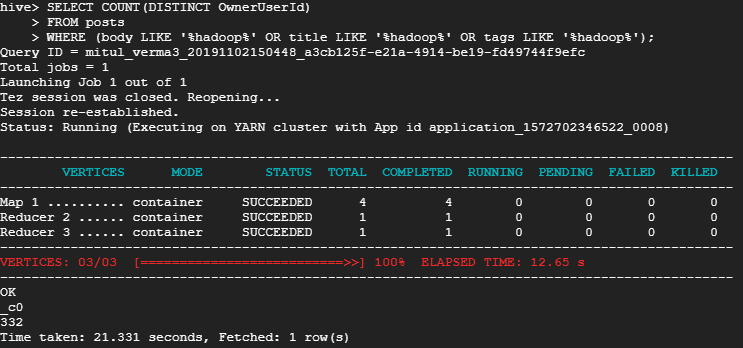 hive> SELECT COUNT(DISTINCT OwnerUserId)
    > FROM posts
    > WHERE (body LIKE '%hadoop%' OR title LIKE '%hadoop%' OR tags LIKE '%hadoop%');
Query ID = mitul_verma3_20191102150448_a3cb125f-e21a-4914-be19-fd49744f9efc
Total jobs = 1
Launching Job 1 out of 1
Tez session was closed. Reopening...
Session re-established.
Status: Running (Executing on YARN cluster with App id application_1572702346522_0008)
----------------------------------------------------------------------------------------------
        VERTICES      MODE        STATUS  TOTAL  COMPLETED  RUNNING  PENDING  FAILED  KILLED
----------------------------------------------------------------------------------------------
Map 1 .......... container     SUCCEEDED      4          4        0        0       0       0
Reducer 2 ...... container     SUCCEEDED      1          1        0        0       0       0
Reducer 3 ...... container     SUCCEEDED      1          1        0        0       0       0
----------------------------------------------------------------------------------------------
VERTICES: 03/03  [==========================>>] 100%  ELAPSED TIME: 12.65 s
----------------------------------------------------------------------------------------------
OK
_c0
332
Time taken: 21.331 seconds, Fetched: 1 row(s)